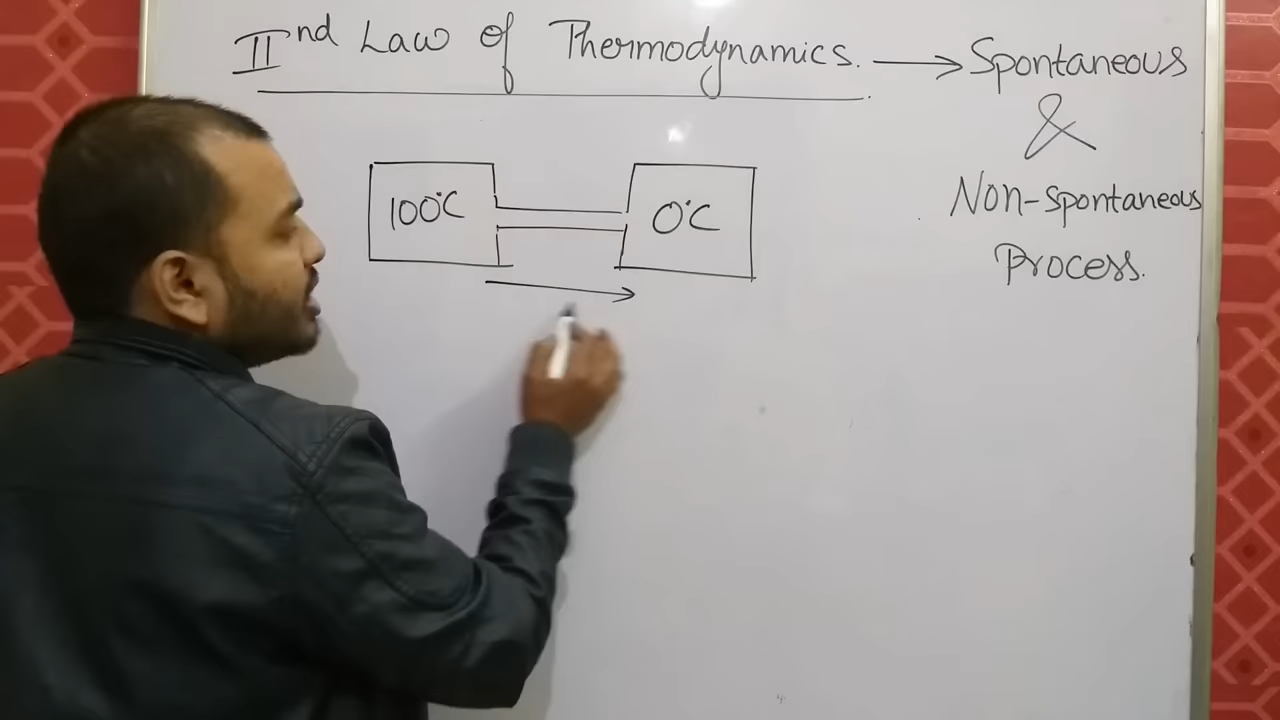 IInd Law of Thermodynamics. → Spontaneous
&
Non-spontaneous
Process.
100°C
0°C